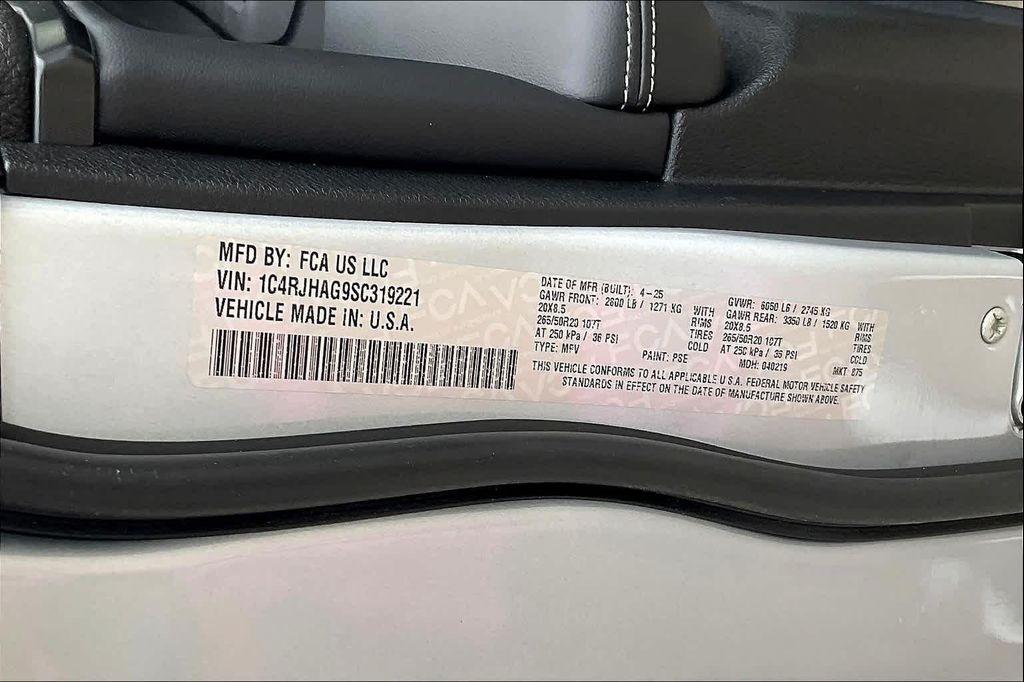 MFD BY: FCA US LLC
VIN: 1C4RJHAG9SC319221
VEHICLE MADE IN: U.S.A.
DATE OF MFR (BUILT): 4-25
GAWR FRONT: 2800 LB / 1271 KG WITH
20X8.5 RIMS
265/50R20 107T TIRES
AT 250 kPa / 36 PSI COLD
TYPE: MPV PAINT: PSE
GVWR: 6050 LB / 2745 KG
GAWR REAR: 3350 LB / 1520 KG WITH
20X8.5 RIMS
265/50R20 107T TIRES
AT 250 kPa / 36 PSI COLD
MDH: 040219 MKT 875
THIS VEHICLE CONFORMS TO ALL APPLICABLE U.S.A. FEDERAL MOTOR VEHICLE SAFETY
STANDARDS IN EFFECT ON THE DATE OF MANUFACTURE SHOWN ABOVE.